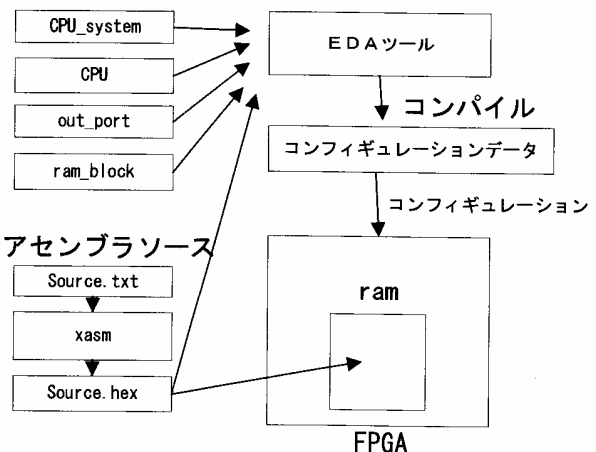 CPU_system
CPU
out_port
ram_block
EDAツール
コンパイル
コンフィギュレーションデータ
コンフィギュレーション
アセンブラソース
Source.txt
xasm
Source.hex
ram
FPGA